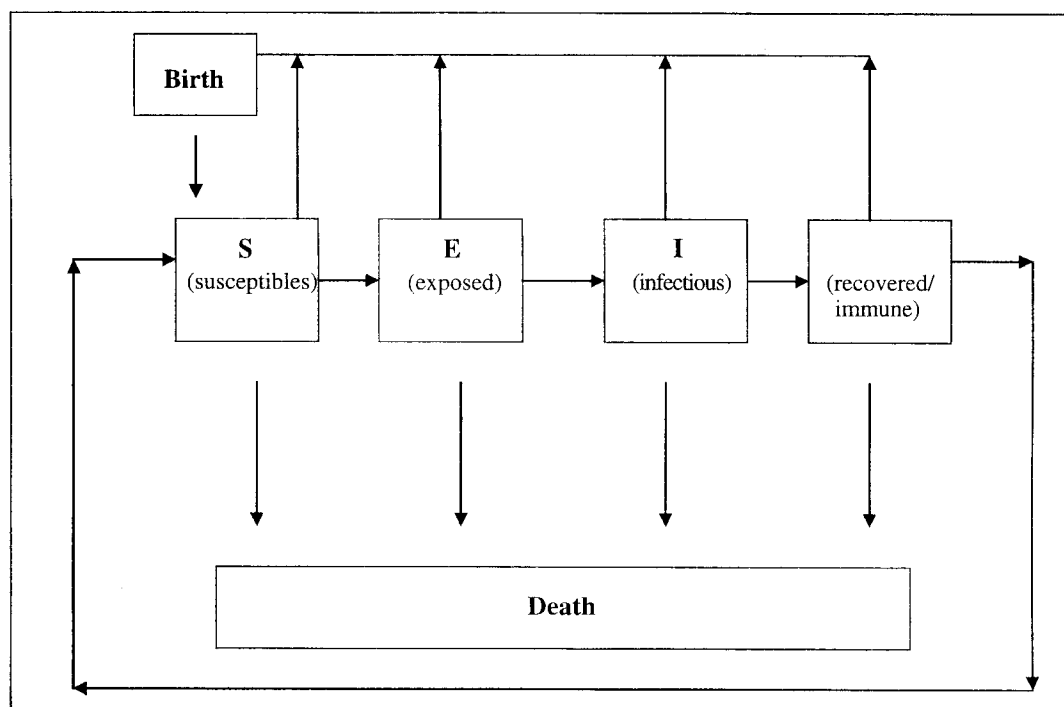 Birth
S
(susceptibles)
E
(exposed)
I
(infectious)
(recovered/
immune)
Death